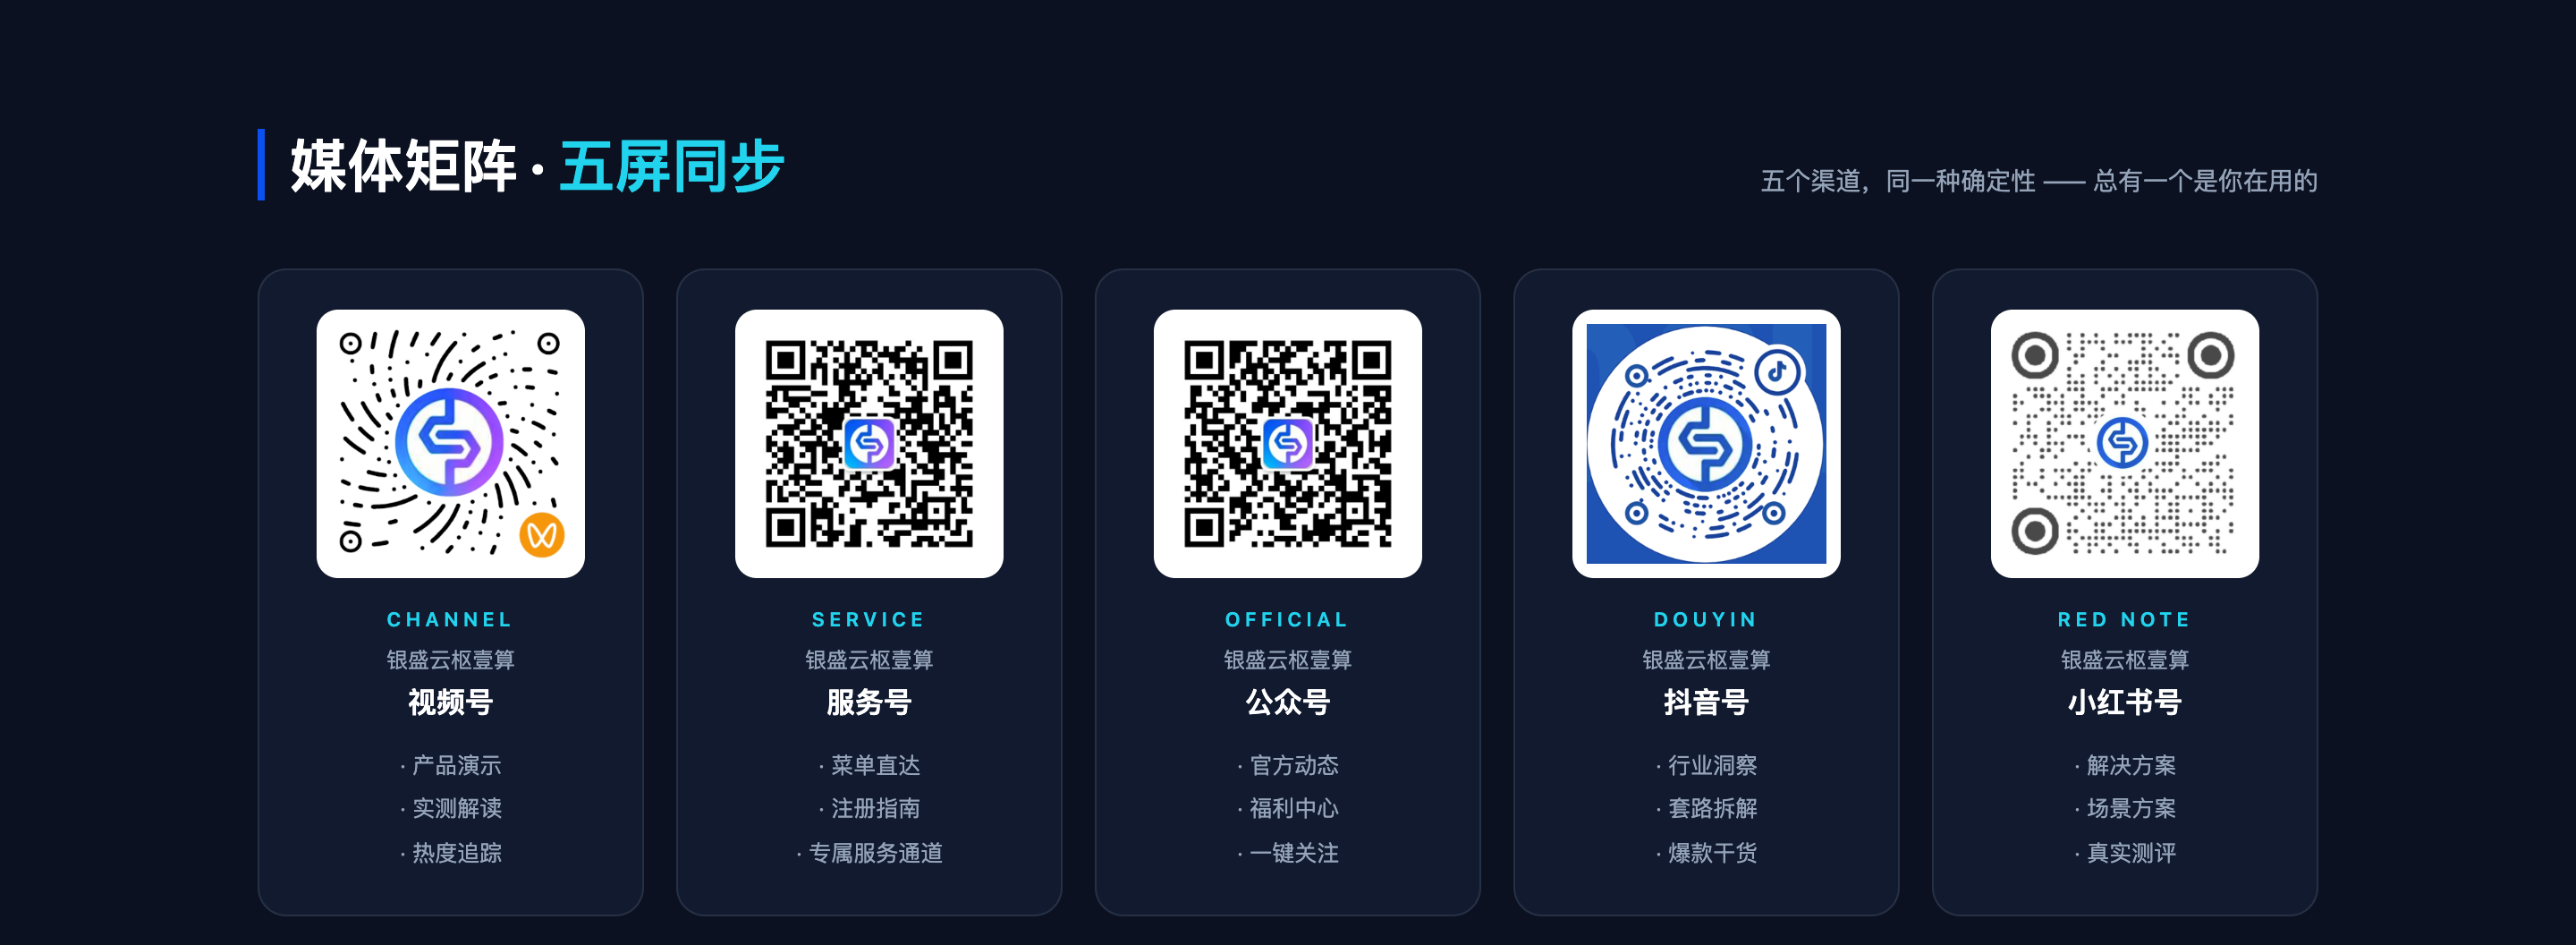 媒体矩阵·五屏同步
五个渠道，同一种确定性 —— 总有一个是你在用的
CHANNEL
银盛云枢壹算
视频号
· 产品演示
· 实测解读
· 热度追踪
SERVICE
银盛云枢壹算
服务号
· 菜单直达
· 注册指南
· 专属服务通道
OFFICIAL
银盛云枢壹算
公众号
· 官方动态
· 福利中心
· 一键关注
DOUYIN
银盛云枢壹算
抖音号
· 行业洞察
· 套路拆解
· 爆款干货
RED NOTE
银盛云枢壹算
小红书号
· 解决方案
· 场景方案
· 真实测评